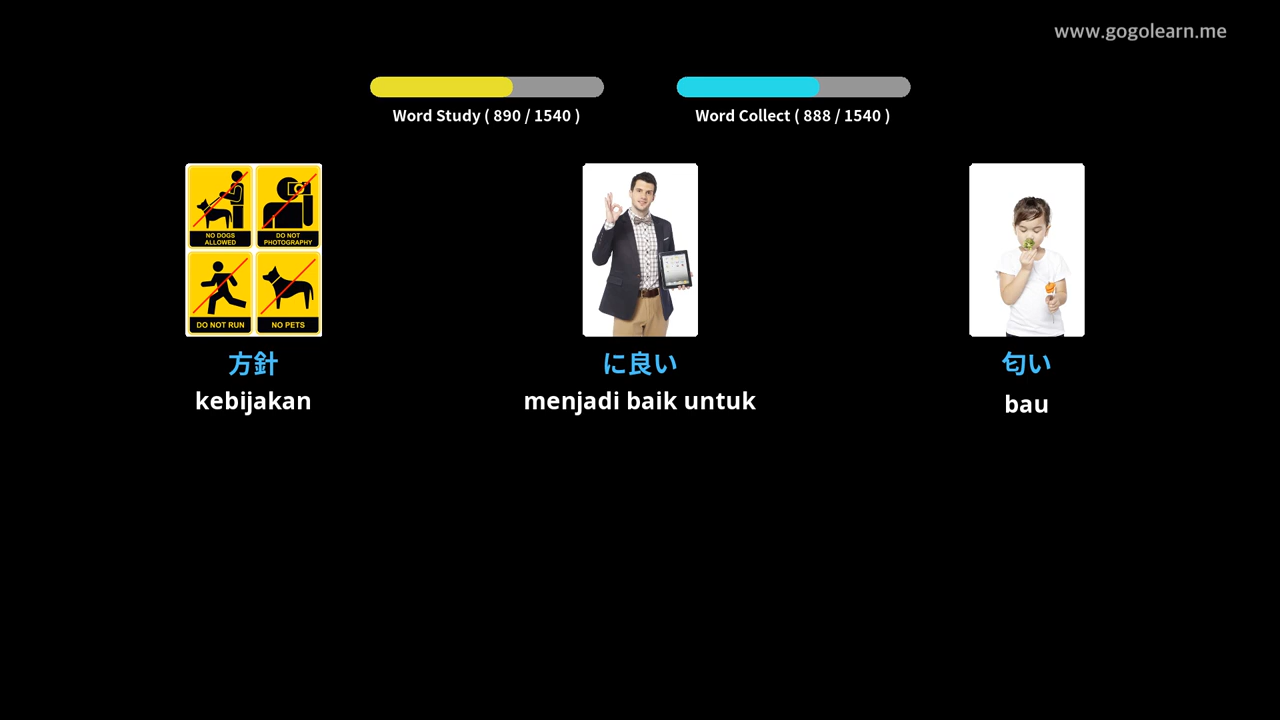 www.gogolearn.me
Word Study ( 890 / 1540 )
Word Collect ( 888 / 1540 )
NO DOGS
ALLOWED
DO NOT
PHOTOGRAPHY
DO NOT RUN
NO PETS
方針
kebijakan
に良い
menjadi baik untuk
匂い
bau